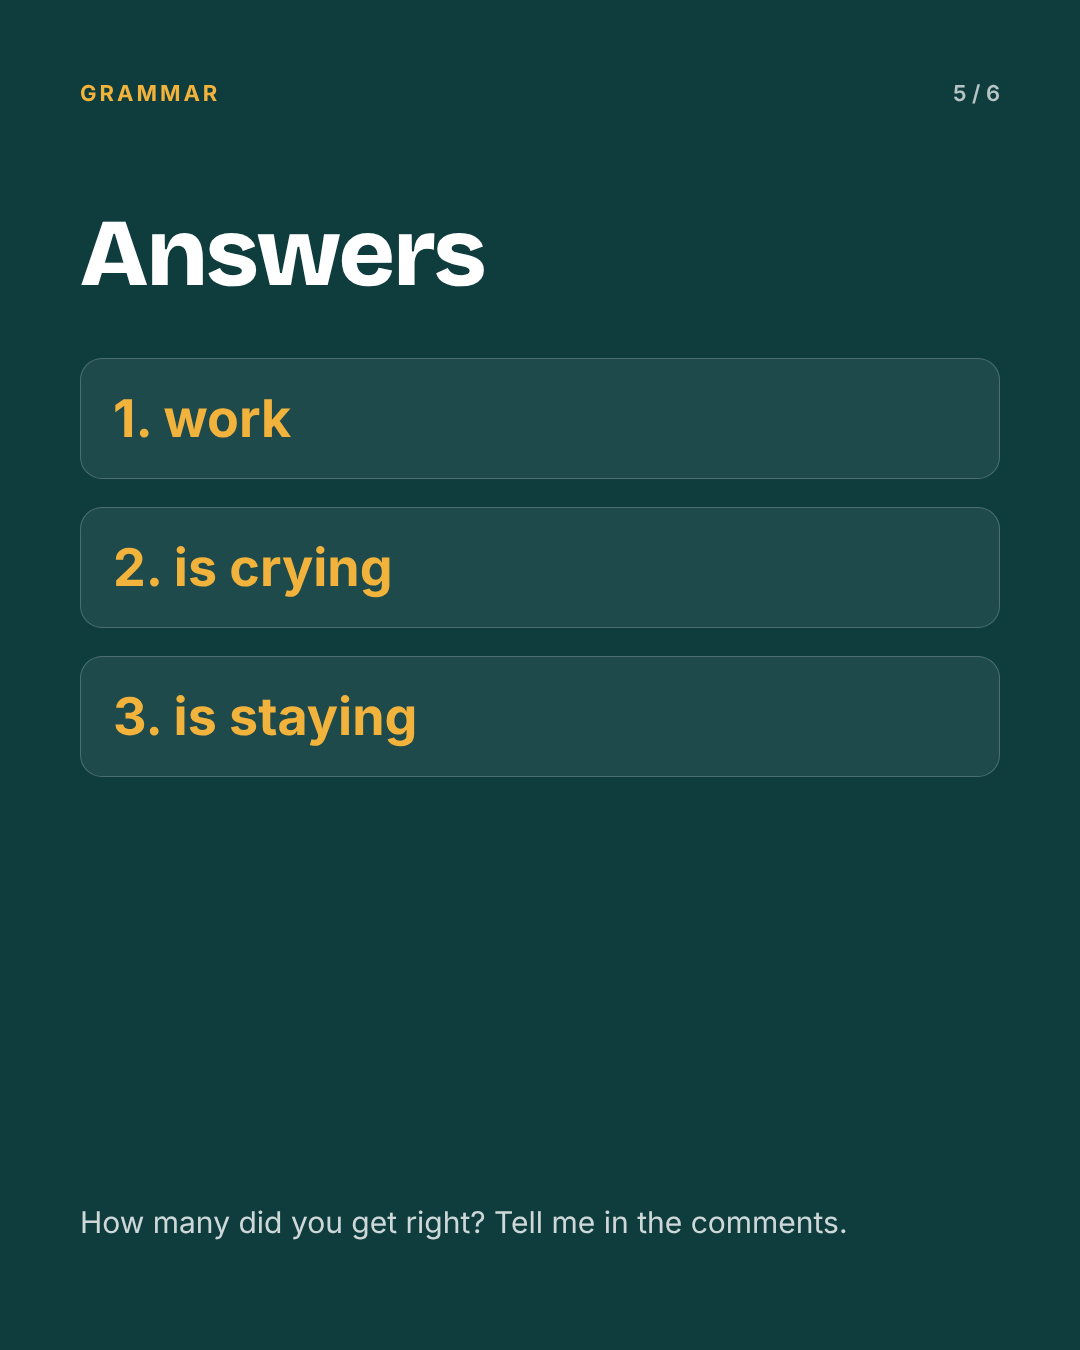 GRAMMAR
5 / 6
Answers
1. work
2. is crying
3. is staying
How many did you get right? Tell me in the comments.